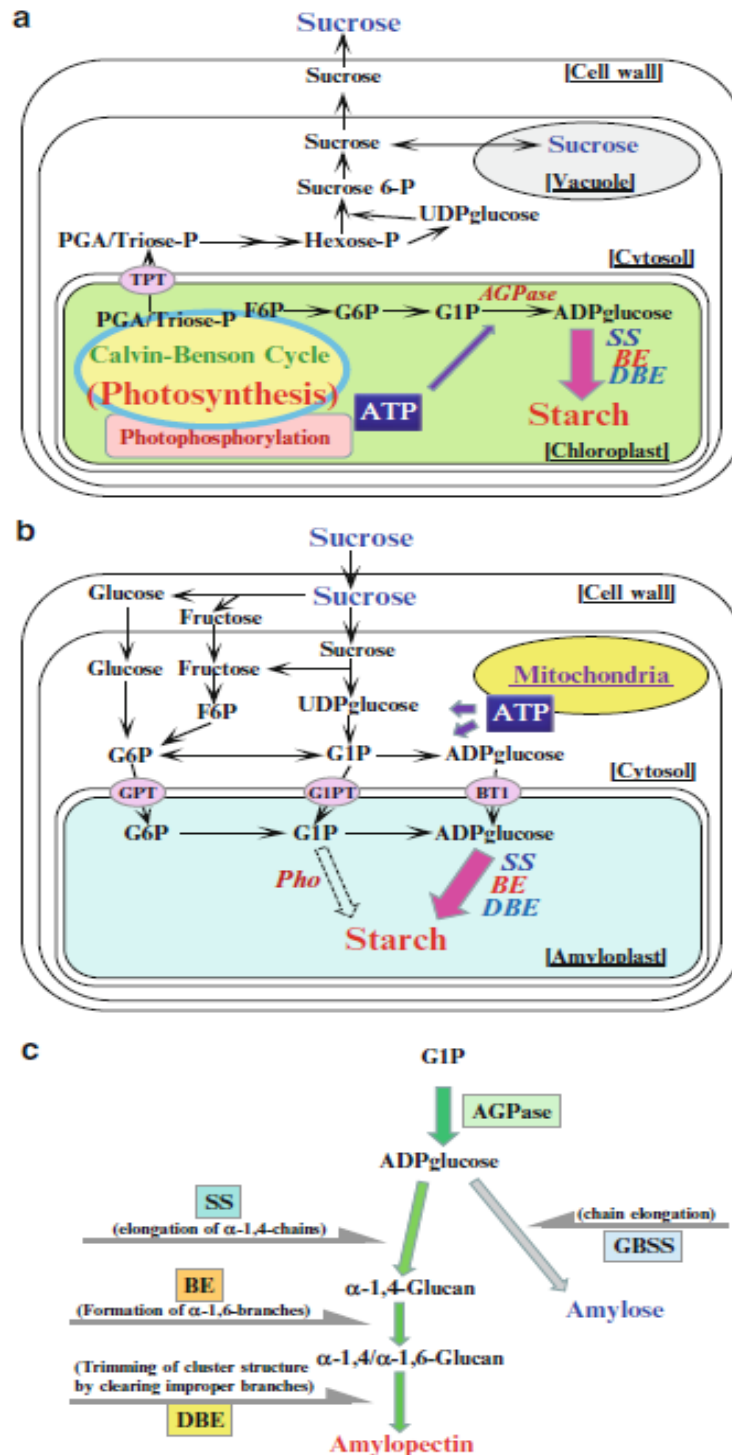 a
Sucrose
[Cell wall]
Sucrose
Sucrose
Sucrose
[Vacuole]
Sucrose 6-P
UDPglucose
PGA/Triose-P
Hexose-P
[Cytosol]
TPT
PGA/Triose-P
F6P
G6P
G1P
AGPase
ADPglucose
Calvin-Benson Cycle
(Photosynthesis)
ATP
Photophosphorylation
SS
BE
DBE
Starch
[Chloroplast]
b
Sucrose
Glucose
Sucrose
[Cell wall]
Fructose
Sucrose
Glucose
Fructose
Mitochondria
F6P
UDPglucose
ATP
G6P
G1P
ADPglucose
[Cytosol]
GPT
G1PT
BT1
G6P
G1P
ADPglucose
Pho
SS
BE
DBE
Starch
[Amyloplast]
c
G1P
AGPase
ADPglucose
SS
(elongation of α-1,4-chains)
(chain elongation)
GBSS
BE
(Formation of α-1,6-branches)
α-1,4-Glucan
Amylose
α-1,4/α-1,6-Glucan
(Trimming of cluster structure
by clearing improper branches)
DBE
Amylopectin